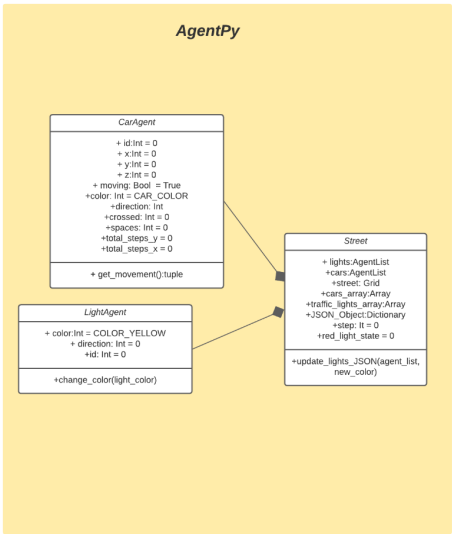 AgentPy
CarAgent
+ id:Int = 0
+ x:Int = 0
+ y:Int = 0
+ z:Int = 0
+ moving: Bool = True
+color: Int = CAR_COLOR
+direction: Int
+crossed: Int = 0
+spaces: Int = 0
+total_steps_y = 0
+total_steps_x = 0
+ get_movement():tuple
Street
+ lights:AgentList
+cars:AgentList
+street: Grid
+cars_array:Array
+traffic_lights_array:Array
+JSON_Object:Dictionary
+step: It = 0
+red_light_state = 0
+update_lights_JSON(agent_list,
new_color)
LightAgent
+ color:Int = COLOR_YELLOW
+ direction: Int = 0
+id: Int = 0
+change_color(light_color)